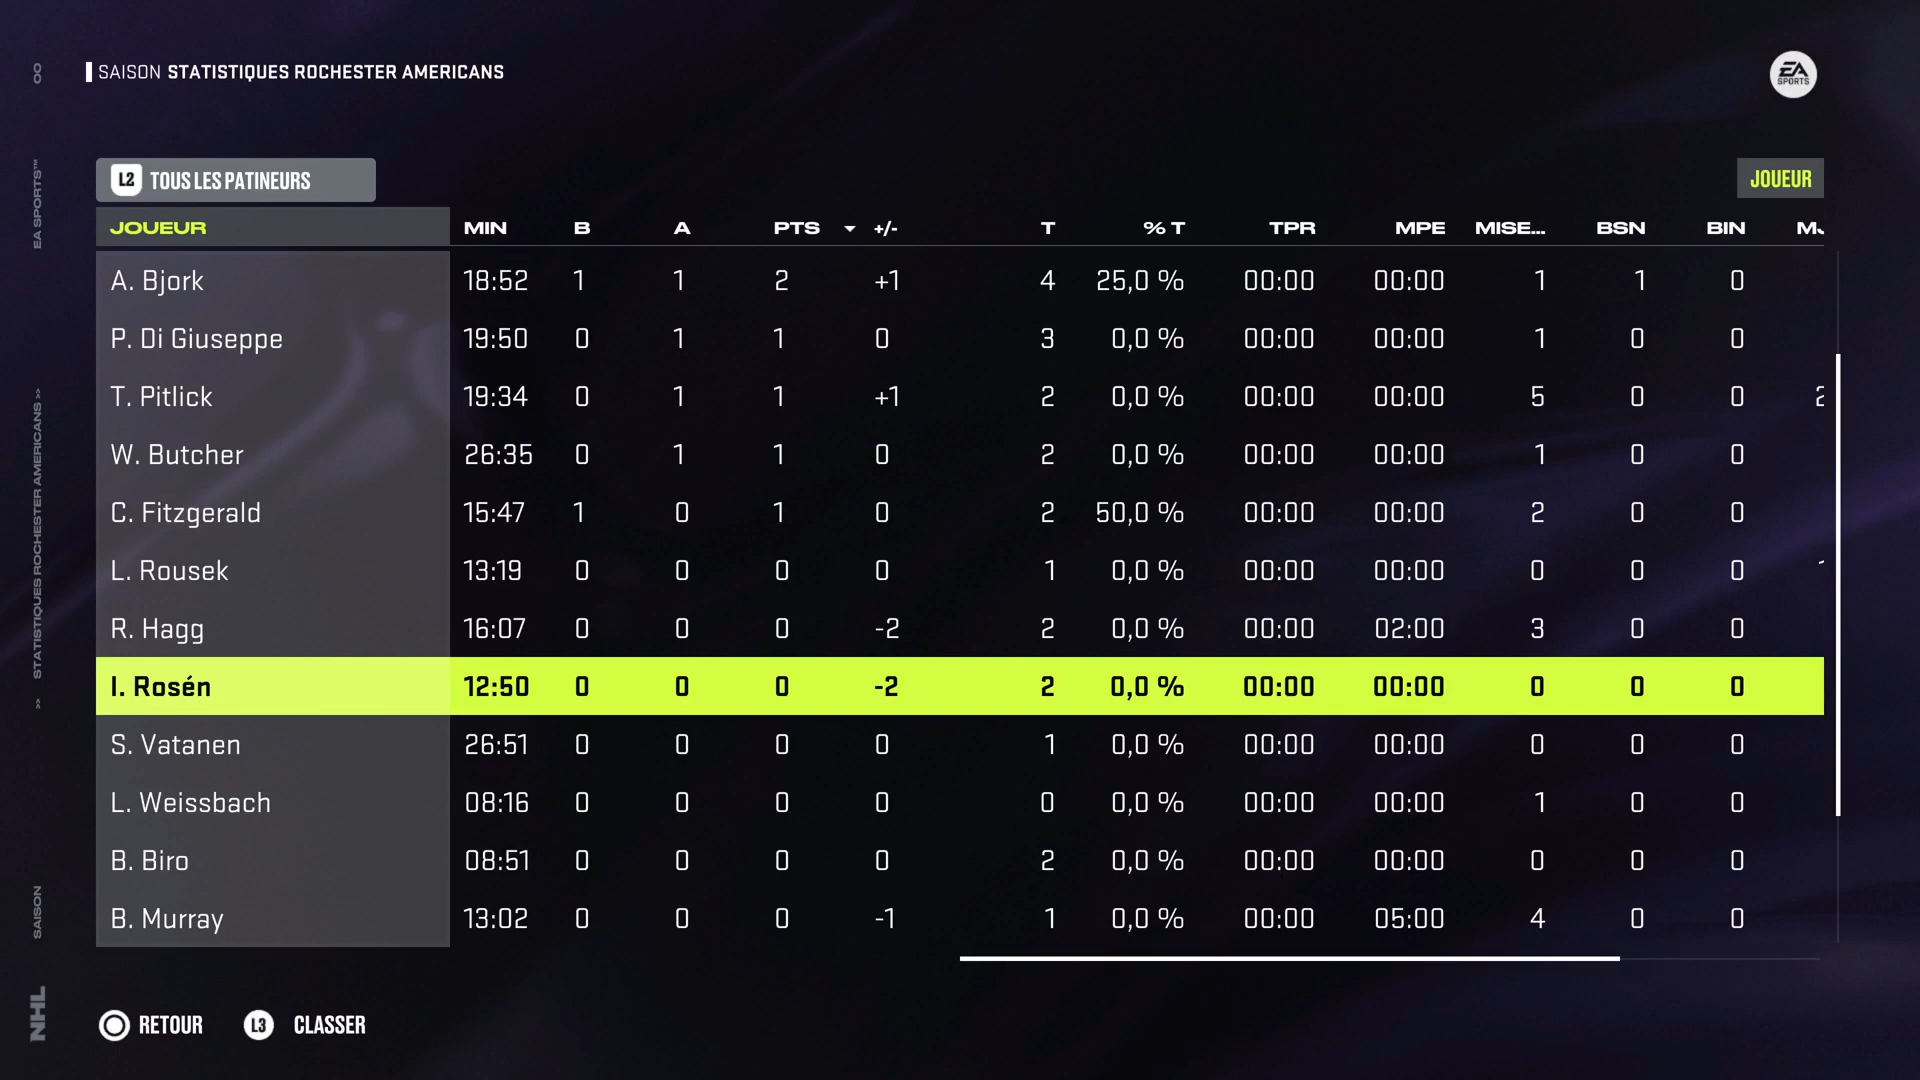 SAISON STATISTIQUES ROCHESTER AMERICANS
EA SPORTS
L2 TOUS LES PATINEURS
JOUEUR
JOUEUR MIN B A PTS +/- T % T TPR MPE MISE... BSN BIN
A. Bjork 18:52 1 1 2 +1 4 25,0 % 00:00 00:00 1 1 0
P. Di Giuseppe 19:50 0 1 1 0 3 0,0 % 00:00 00:00 1 0 0
T. Pitlick 19:34 0 1 1 +1 2 0,0 % 00:00 00:00 5 0 0 2
W. Butcher 26:35 0 1 1 0 2 0,0 % 00:00 00:00 1 0 0
C. Fitzgerald 15:47 1 0 1 0 2 50,0 % 00:00 00:00 2 0 0
L. Rousek 13:19 0 0 0 0 1 0,0 % 00:00 00:00 0 0 0
R. Hagg 16:07 0 0 0 -2 2 0,0 % 00:00 02:00 3 0 0
I. Rosén 12:50 0 0 0 -2 2 0,0 % 00:00 00:00 0 0 0
S. Vatanen 26:51 0 0 0 0 1 0,0 % 00:00 00:00 0 0 0
L. Weissbach 08:16 0 0 0 0 0 0,0 % 00:00 00:00 1 0 0
B. Biro 08:51 0 0 0 0 2 0,0 % 00:00 00:00 0 0 0
B. Murray 13:02 0 0 0 -1 1 0,0 % 00:00 05:00 4 0 0
RETOUR L3 CLASSER
NHL
SAISON
>> STATISTIQUES ROCHESTER AMERICANS >>
EA SPORTS™